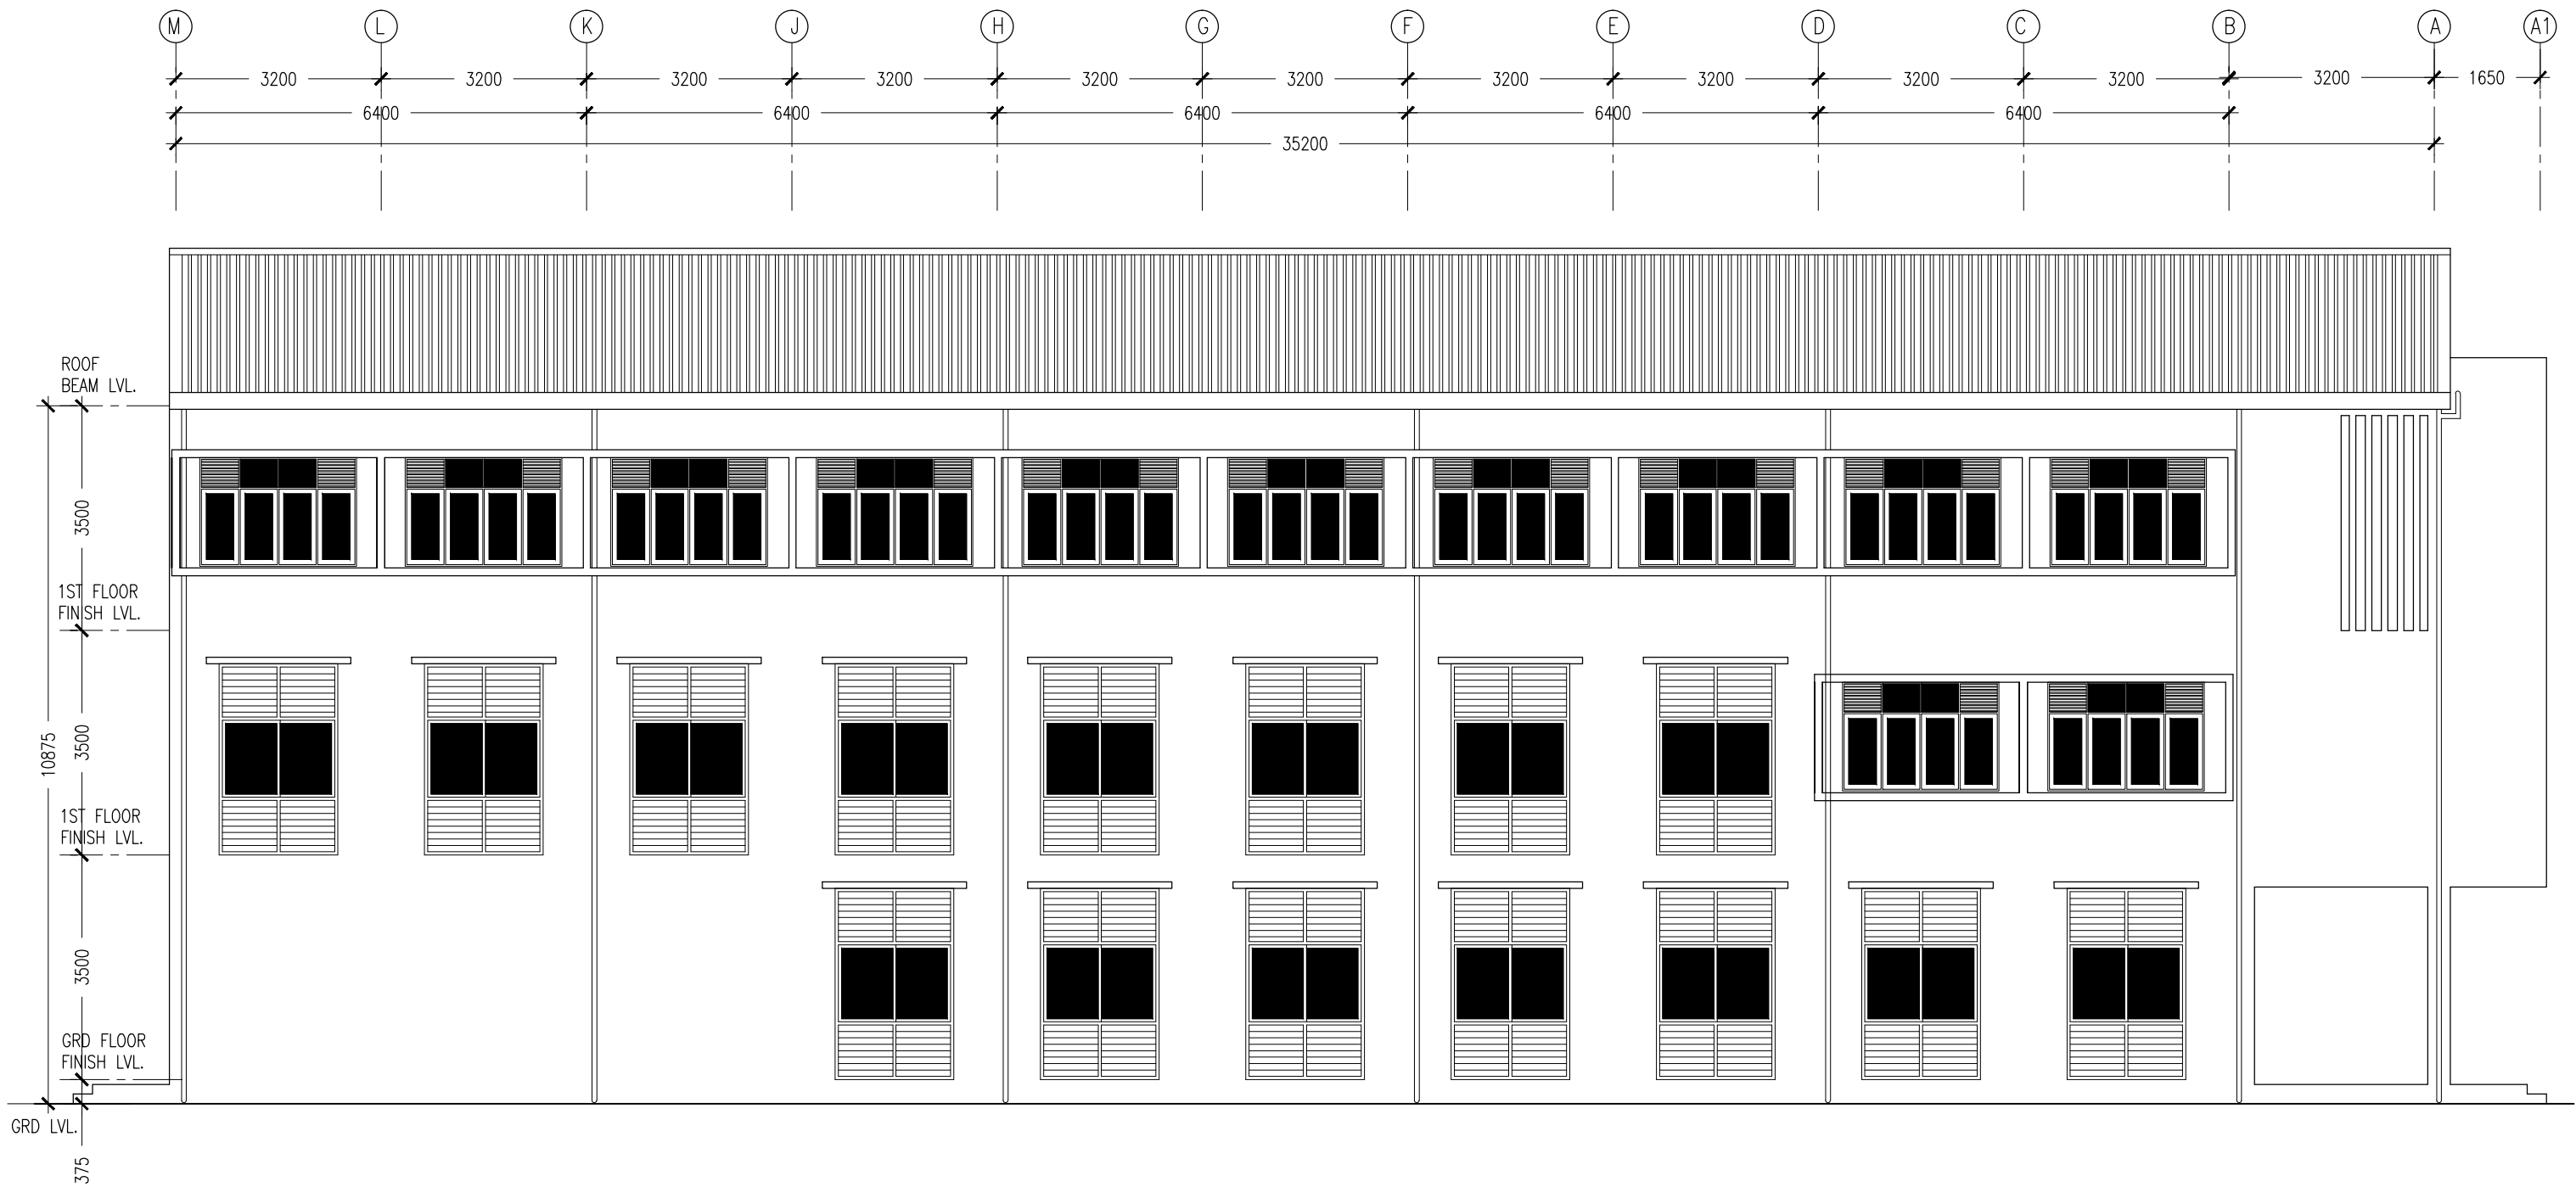 M L K J H G F E D C B A A1
3200 3200 3200 3200 3200 3200 3200 3200 3200 3200 3200 1650
6400 6400 6400 6400 6400
35200
ROOF
BEAM LVL.
3500
1ST FLOOR
FINISH LVL.
3500
10875
1ST FLOOR
FINISH LVL.
3500
GRD FLOOR
FINISH LVL.
GRD LVL.
375